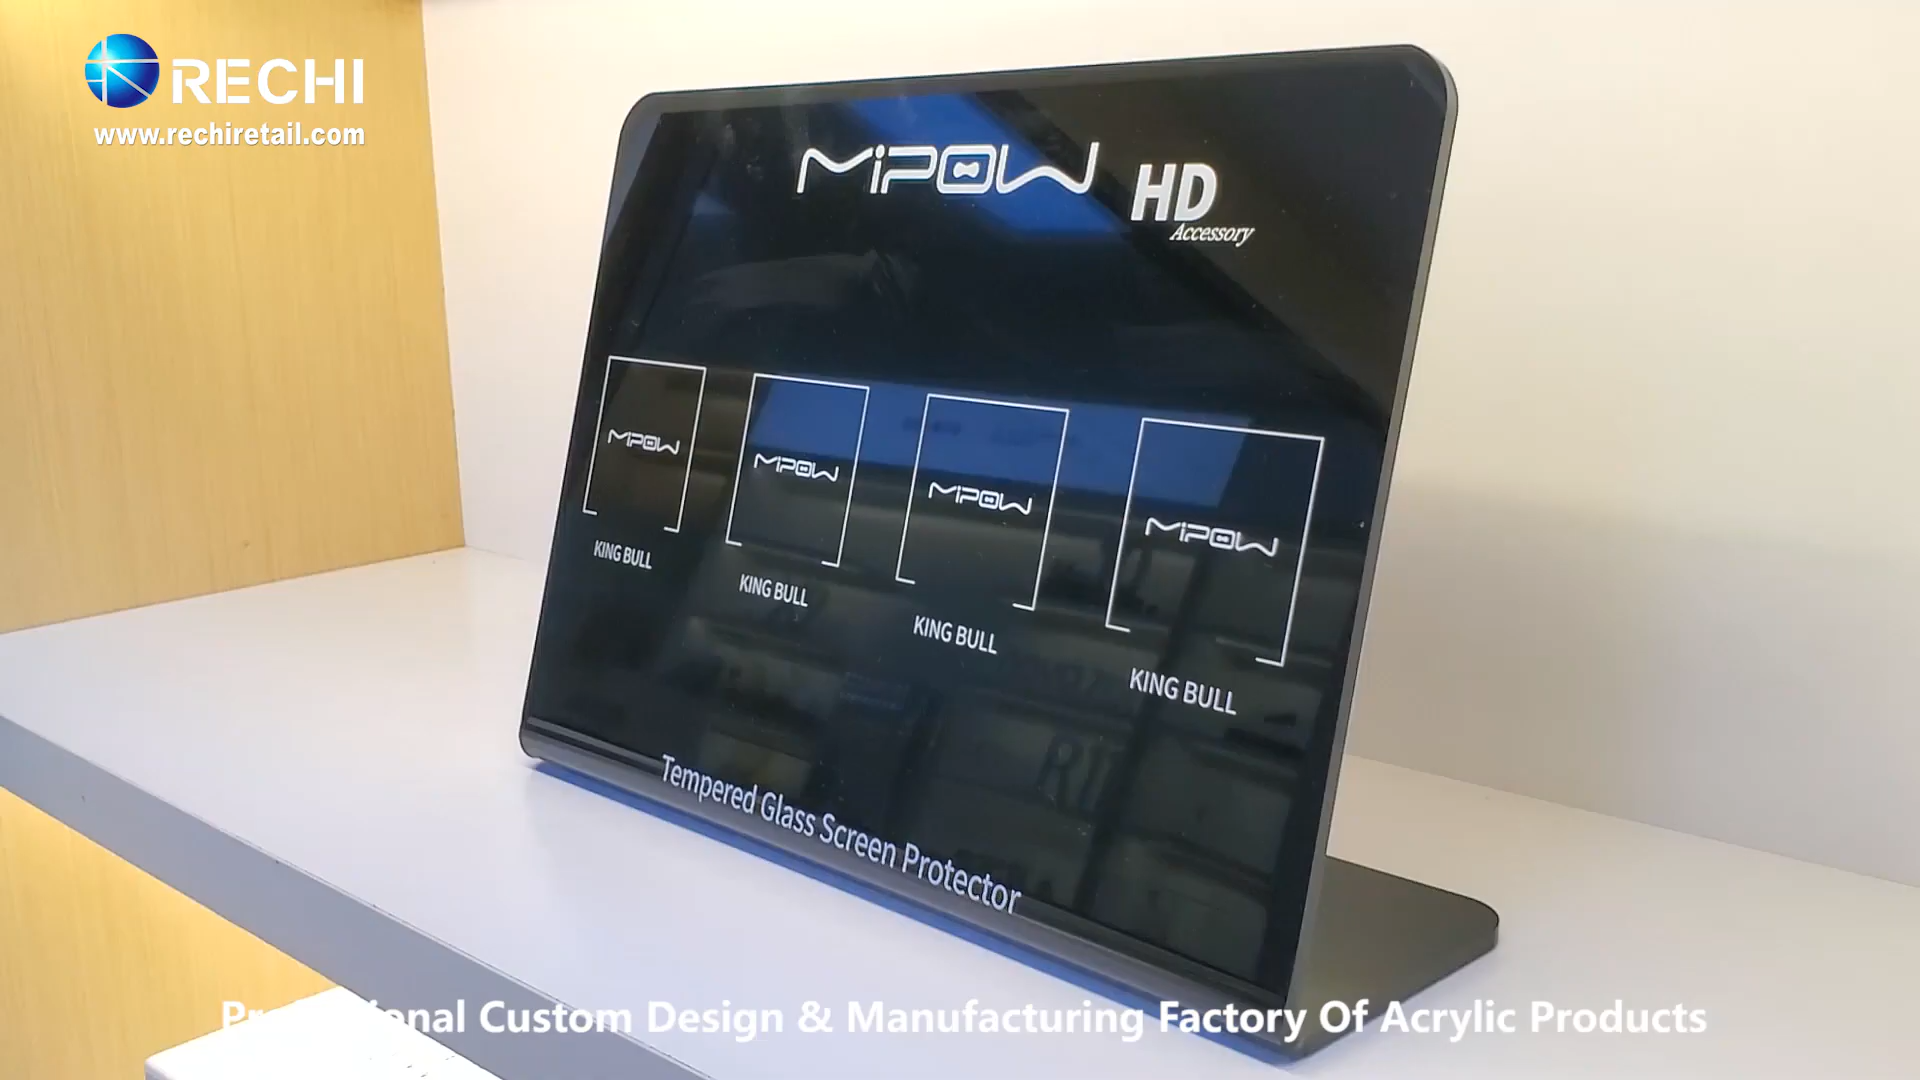 RECHI
www.rechiretail.com
MIPOW HD
Accessory
MIPOW
MIPOW
MIPOW
MIPOW
KING BULL
KING BULL
KING BULL
KING BULL
Tempered Glass Screen Protector
Professional Custom Design & Manufacturing Factory Of Acrylic Products